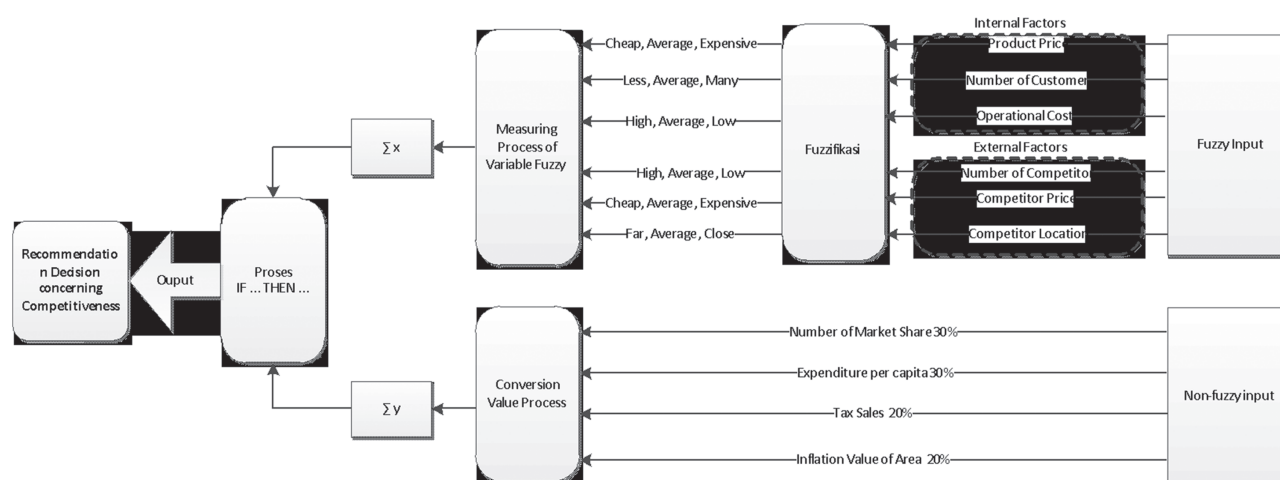 Internal Factors
Cheap, Average, Expensive
Product Pric
Less, Average, Many
Number of Customer
High, Average, Low
Operational Cost
Measuring
Process of
Variable Fuzzy
Fuzzifikasi
Fuzzy Input
∑ x
External Factors
High, Average, Low
Number of Competito
Cheap, Average, Expensive
Competitor Price
Far, Average, Close
Competitor Location
Recommendatio
n Decision
concerning
Competitiveness
Ouput
Proses
IF ... THEN ...
Number of Market Share 30%
Expenditure per capita 30%
Conversion
Value Process
Non-fuzzy input
∑ y
Tax Sales 20%
Inflation Value of Area 20%